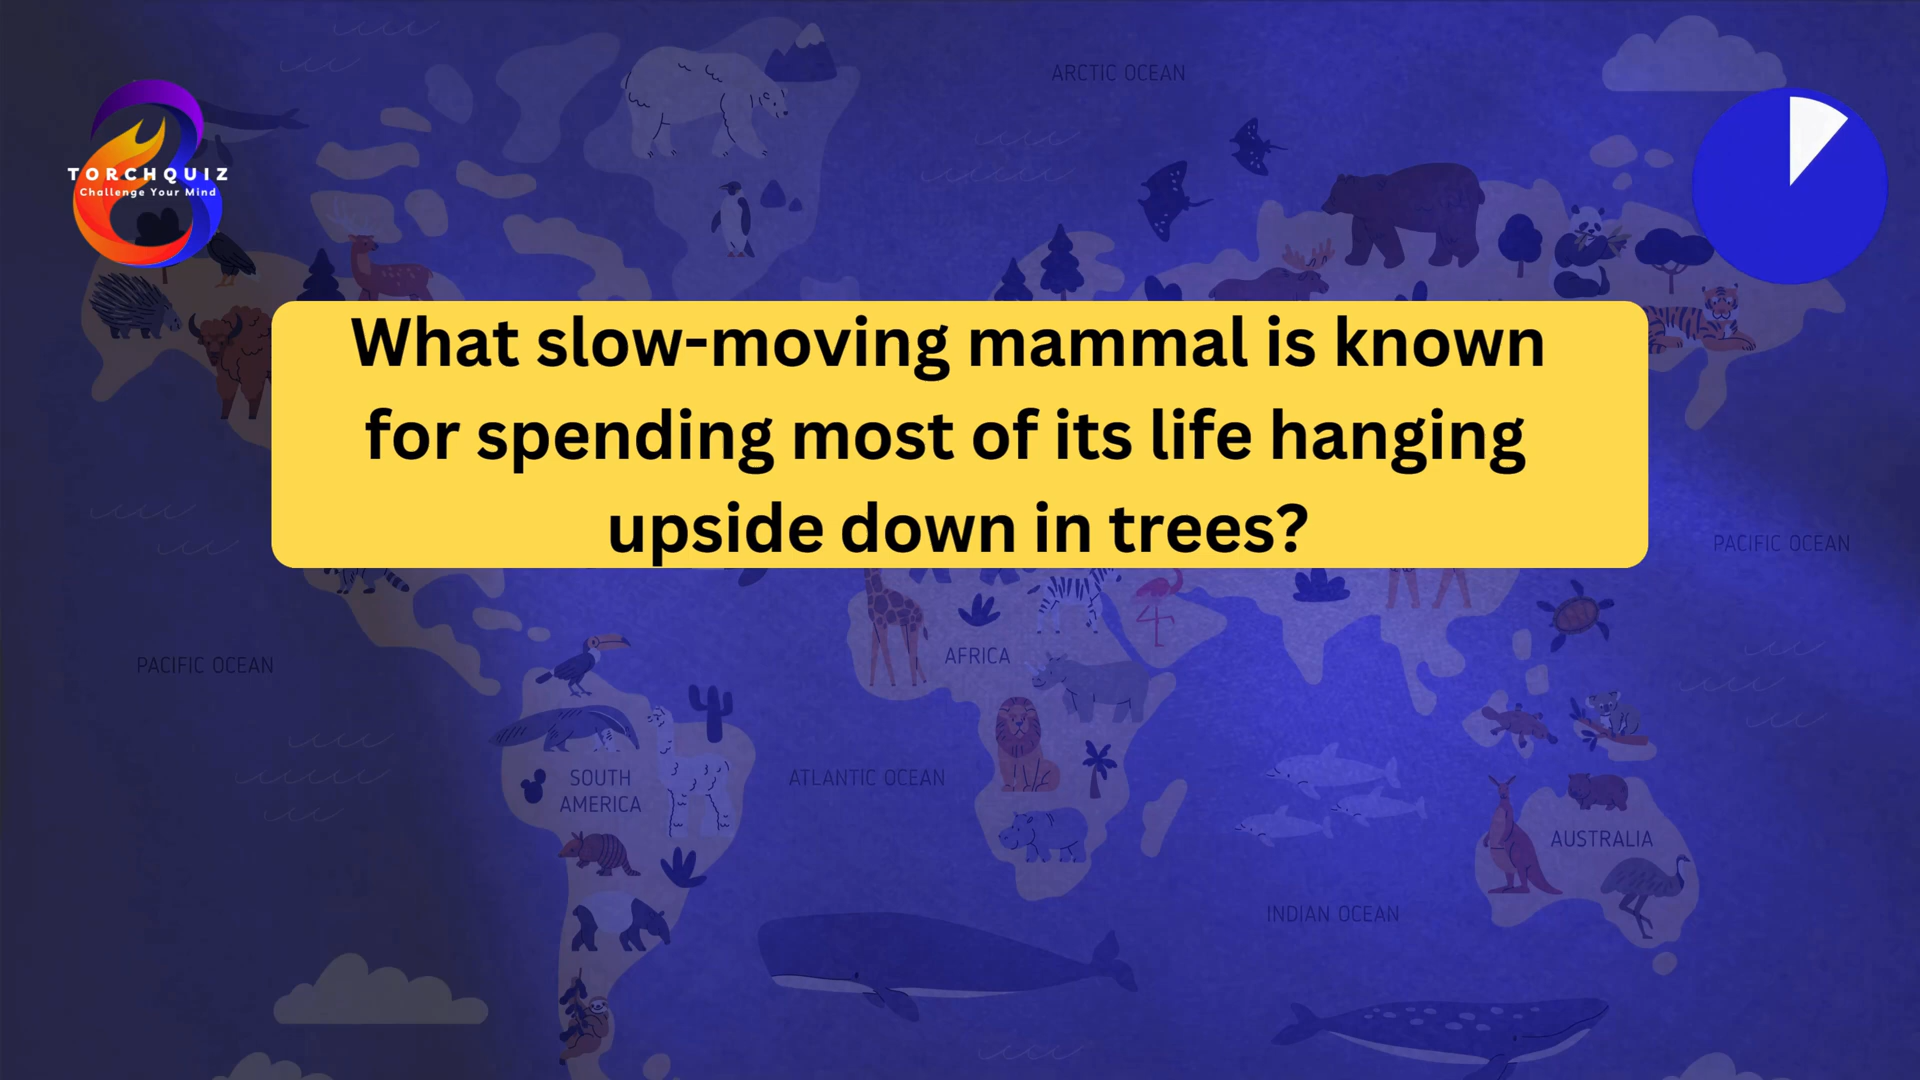 ARCTIC OCEAN
TORCHQUIZ
Challenge Your Mind
What slow-moving mammal is known
for spending most of its life hanging
upside down in trees?
PACIFIC OCEAN
AFRICA
PACIFIC OCEAN
SOUTH
AMERICA
ATLANTIC OCEAN
AUSTRALIA
INDIAN OCEAN